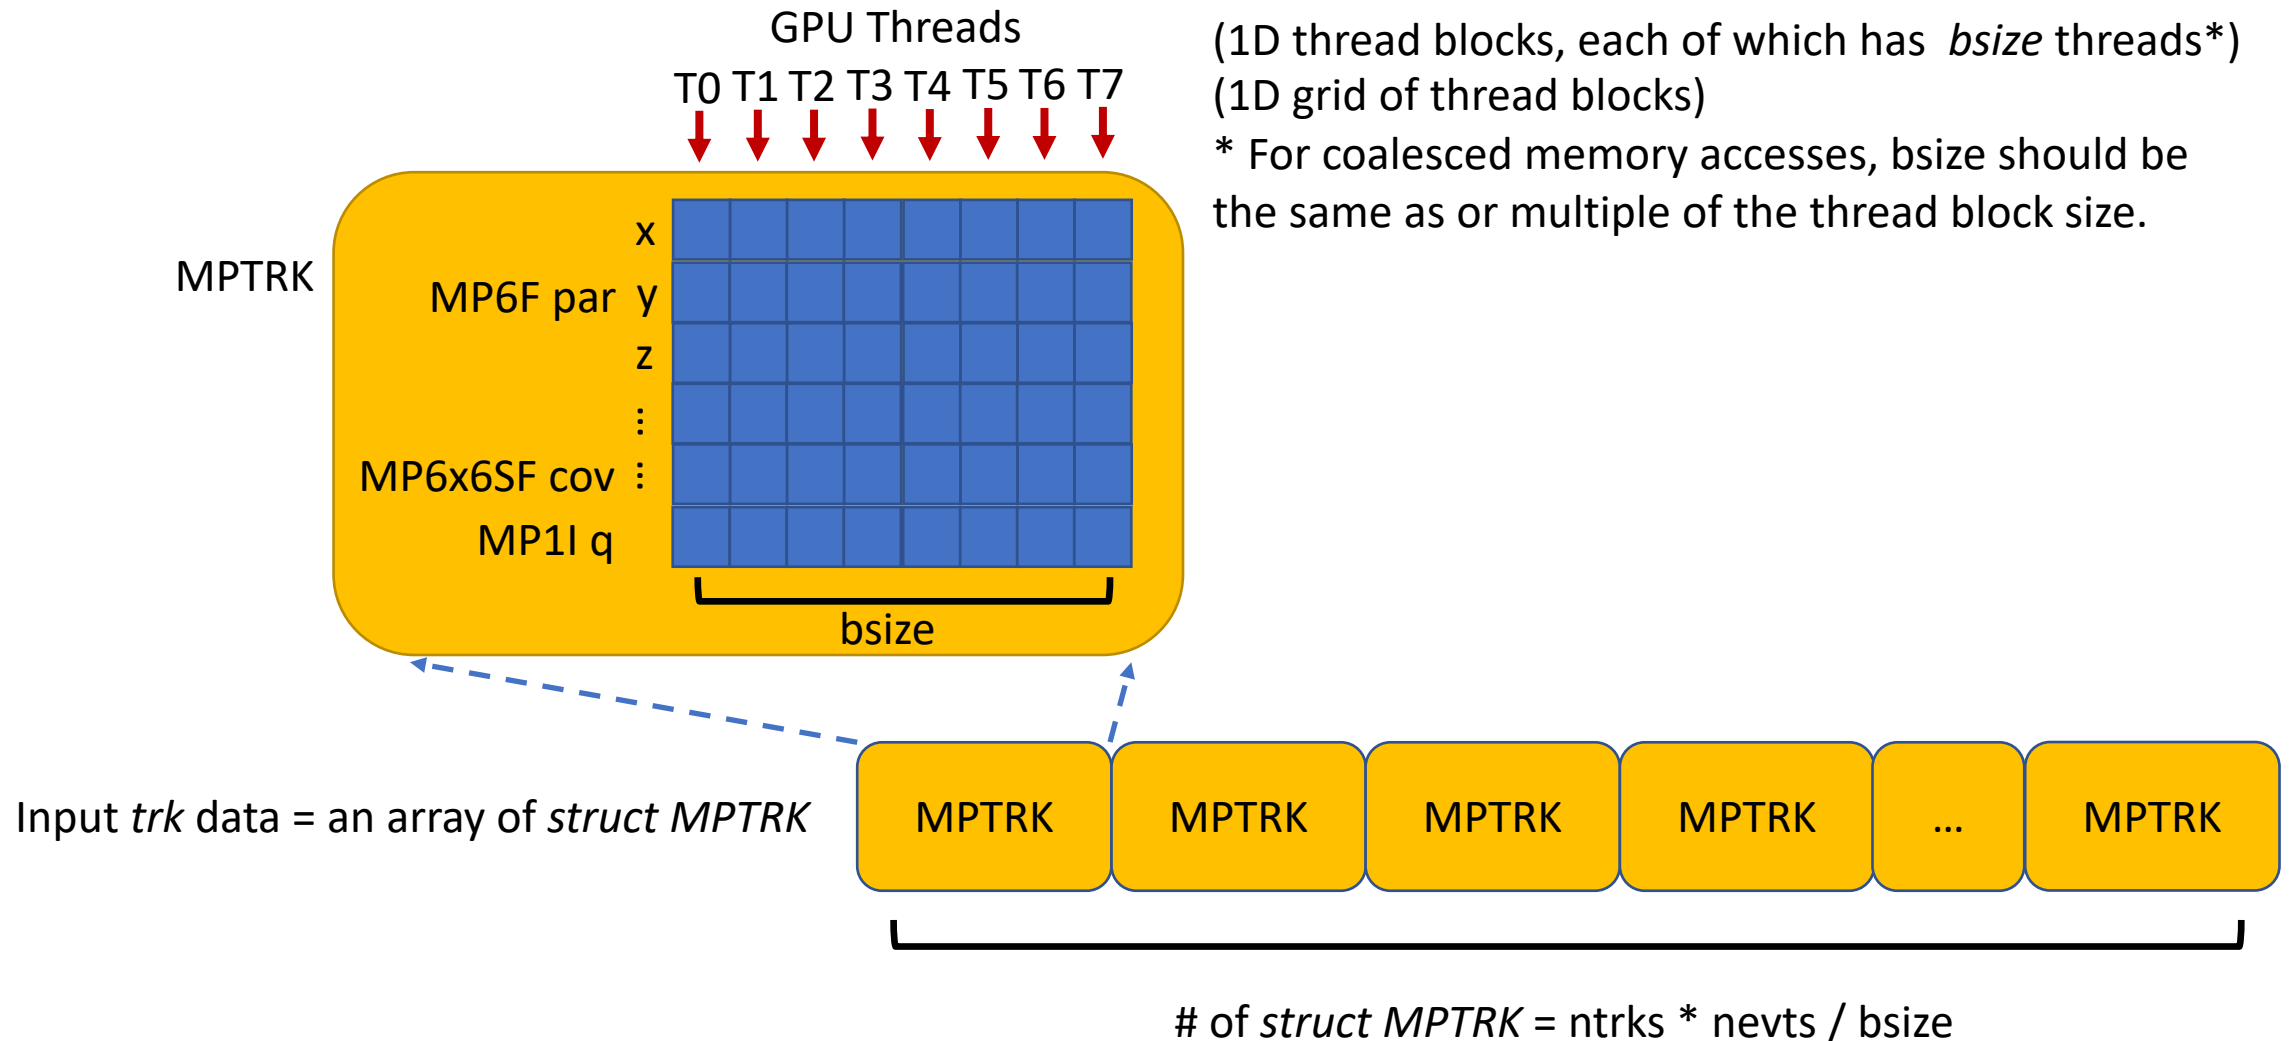 GPU Threads
T0 T1 T2 T3 T4 T5 T6 T7
(1D thread blocks, each of which has bsize threads*)
(1D grid of thread blocks)
* For coalesced memory accesses, bsize should be
the same as or multiple of the thread block size.
MPTRK
x
MP6F par y
z
⋮
MP6x6SF cov ⋮
MP1I q
bsize
Input trk data = an array of struct MPTRK
MPTRK MPTRK MPTRK MPTRK ... MPTRK
# of struct MPTRK = ntrks * nevts / bsize